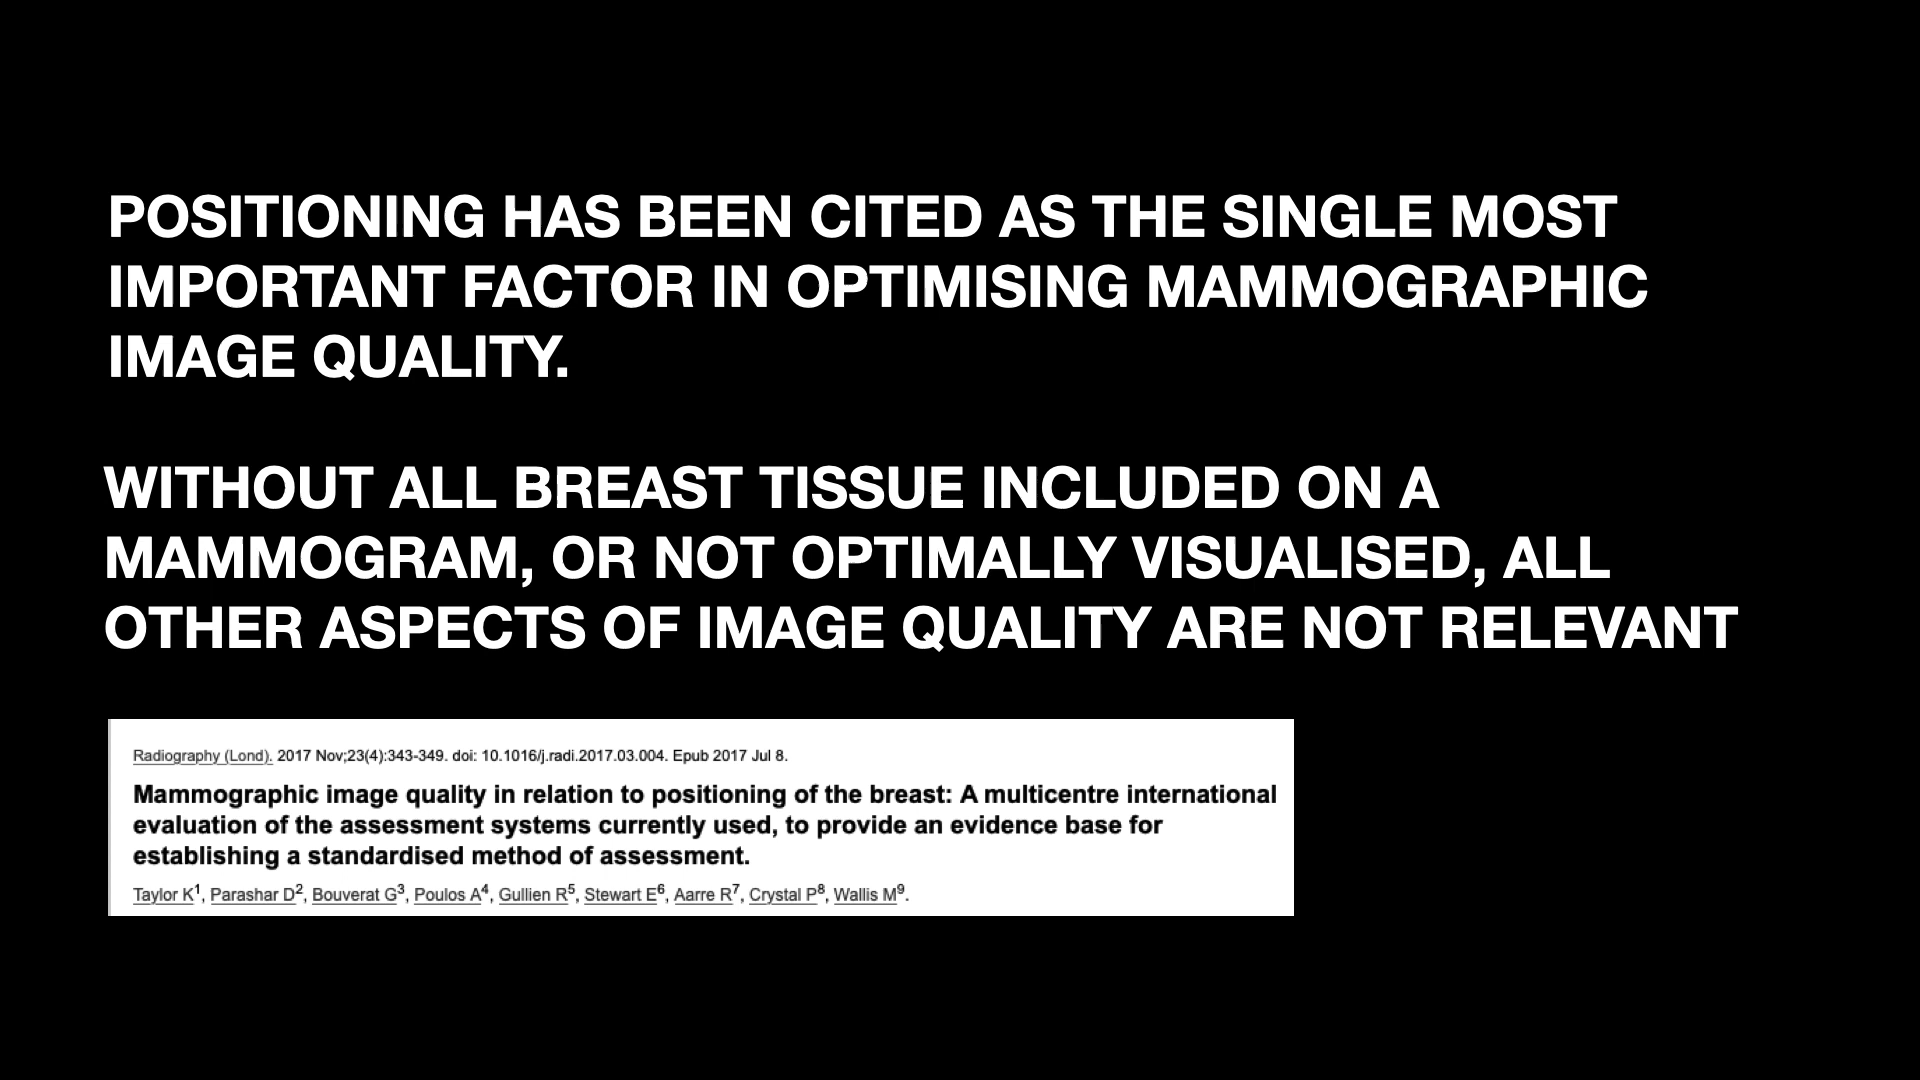 POSITIONING HAS BEEN CITED AS THE SINGLE MOST
IMPORTANT FACTOR IN OPTIMISING MAMMOGRAPHIC
IMAGE QUALITY.
WITHOUT ALL BREAST TISSUE INCLUDED ON A
MAMMOGRAM, OR NOT OPTIMALLY VISUALISED, ALL
OTHER ASPECTS OF IMAGE QUALITY ARE NOT RELEVANT
Radiography (Lond). 2017 Nov;23(4):343-349. doi: 10.1016/j.radi.2017.03.004. Epub 2017 Jul 8.
Mammographic image quality in relation to positioning of the breast: A multicentre international
evaluation of the assessment systems currently used, to provide an evidence base for
establishing a standardised method of assessment.
Taylor K1, Parashar D2, Bouverat G3, Poulos A4, Gullien R5, Stewart E6, Aarre R7, Crystal P8, Wallis M9.